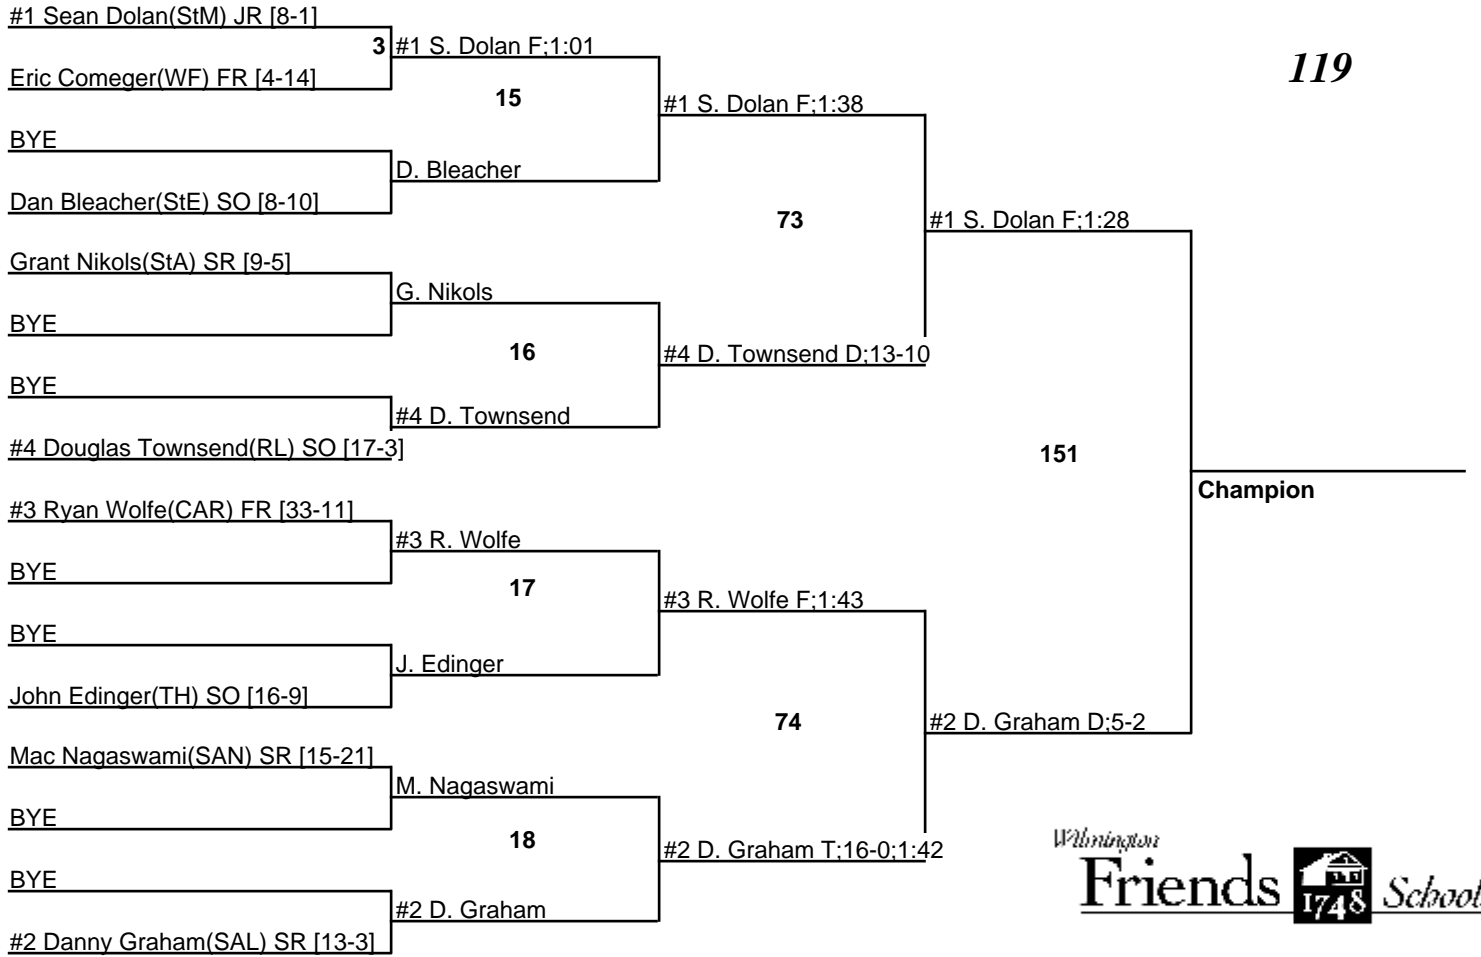 #1 Sean Dolan(StM) JR [8-1]
3
#1 S. Dolan F;1:01
119
Eric Comeger(WF) FR [4-14]
15
#1 S. Dolan F;1:38
BYE
D. Bleacher
Dan Bleacher(StE) SO [8-10]
73
#1 S. Dolan F;1:28
Grant Nikols(StA) SR [9-5]
G. Nikols
BYE
16
#4 D. Townsend D;13-10
BYE
#4 D. Townsend
#4 Douglas Townsend(RL) SO [17-3]
151
Champion
#3 Ryan Wolfe(CAR) FR [33-11]
#3 R. Wolfe
BYE
17
#3 R. Wolfe F;1:43
BYE
J. Edinger
John Edinger(TH) SO [16-9]
74
#2 D. Graham D;5-2
Mac Nagaswami(SAN) SR [15-21]
M. Nagaswami
BYE
18
#2 D. Graham T;16-0;1:42
BYE
#2 D. Graham
#2 Danny Graham(SAL) SR [13-3]
Wilmington
Friends 1748 School